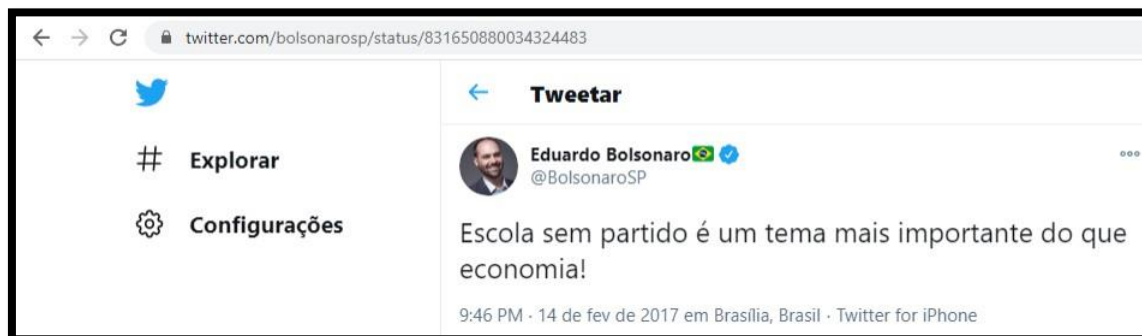 twitter.com/bolsonarosp/status/831650880034324483
Tweetar
Explorar
Configurações
Eduardo Bolsonaro🇧🇷
@BolsonaroSP
Escola sem partido é um tema mais importante do que
economia!
9:46 PM · 14 de fev de 2017 em Brasília, Brasil · Twitter for iPhone